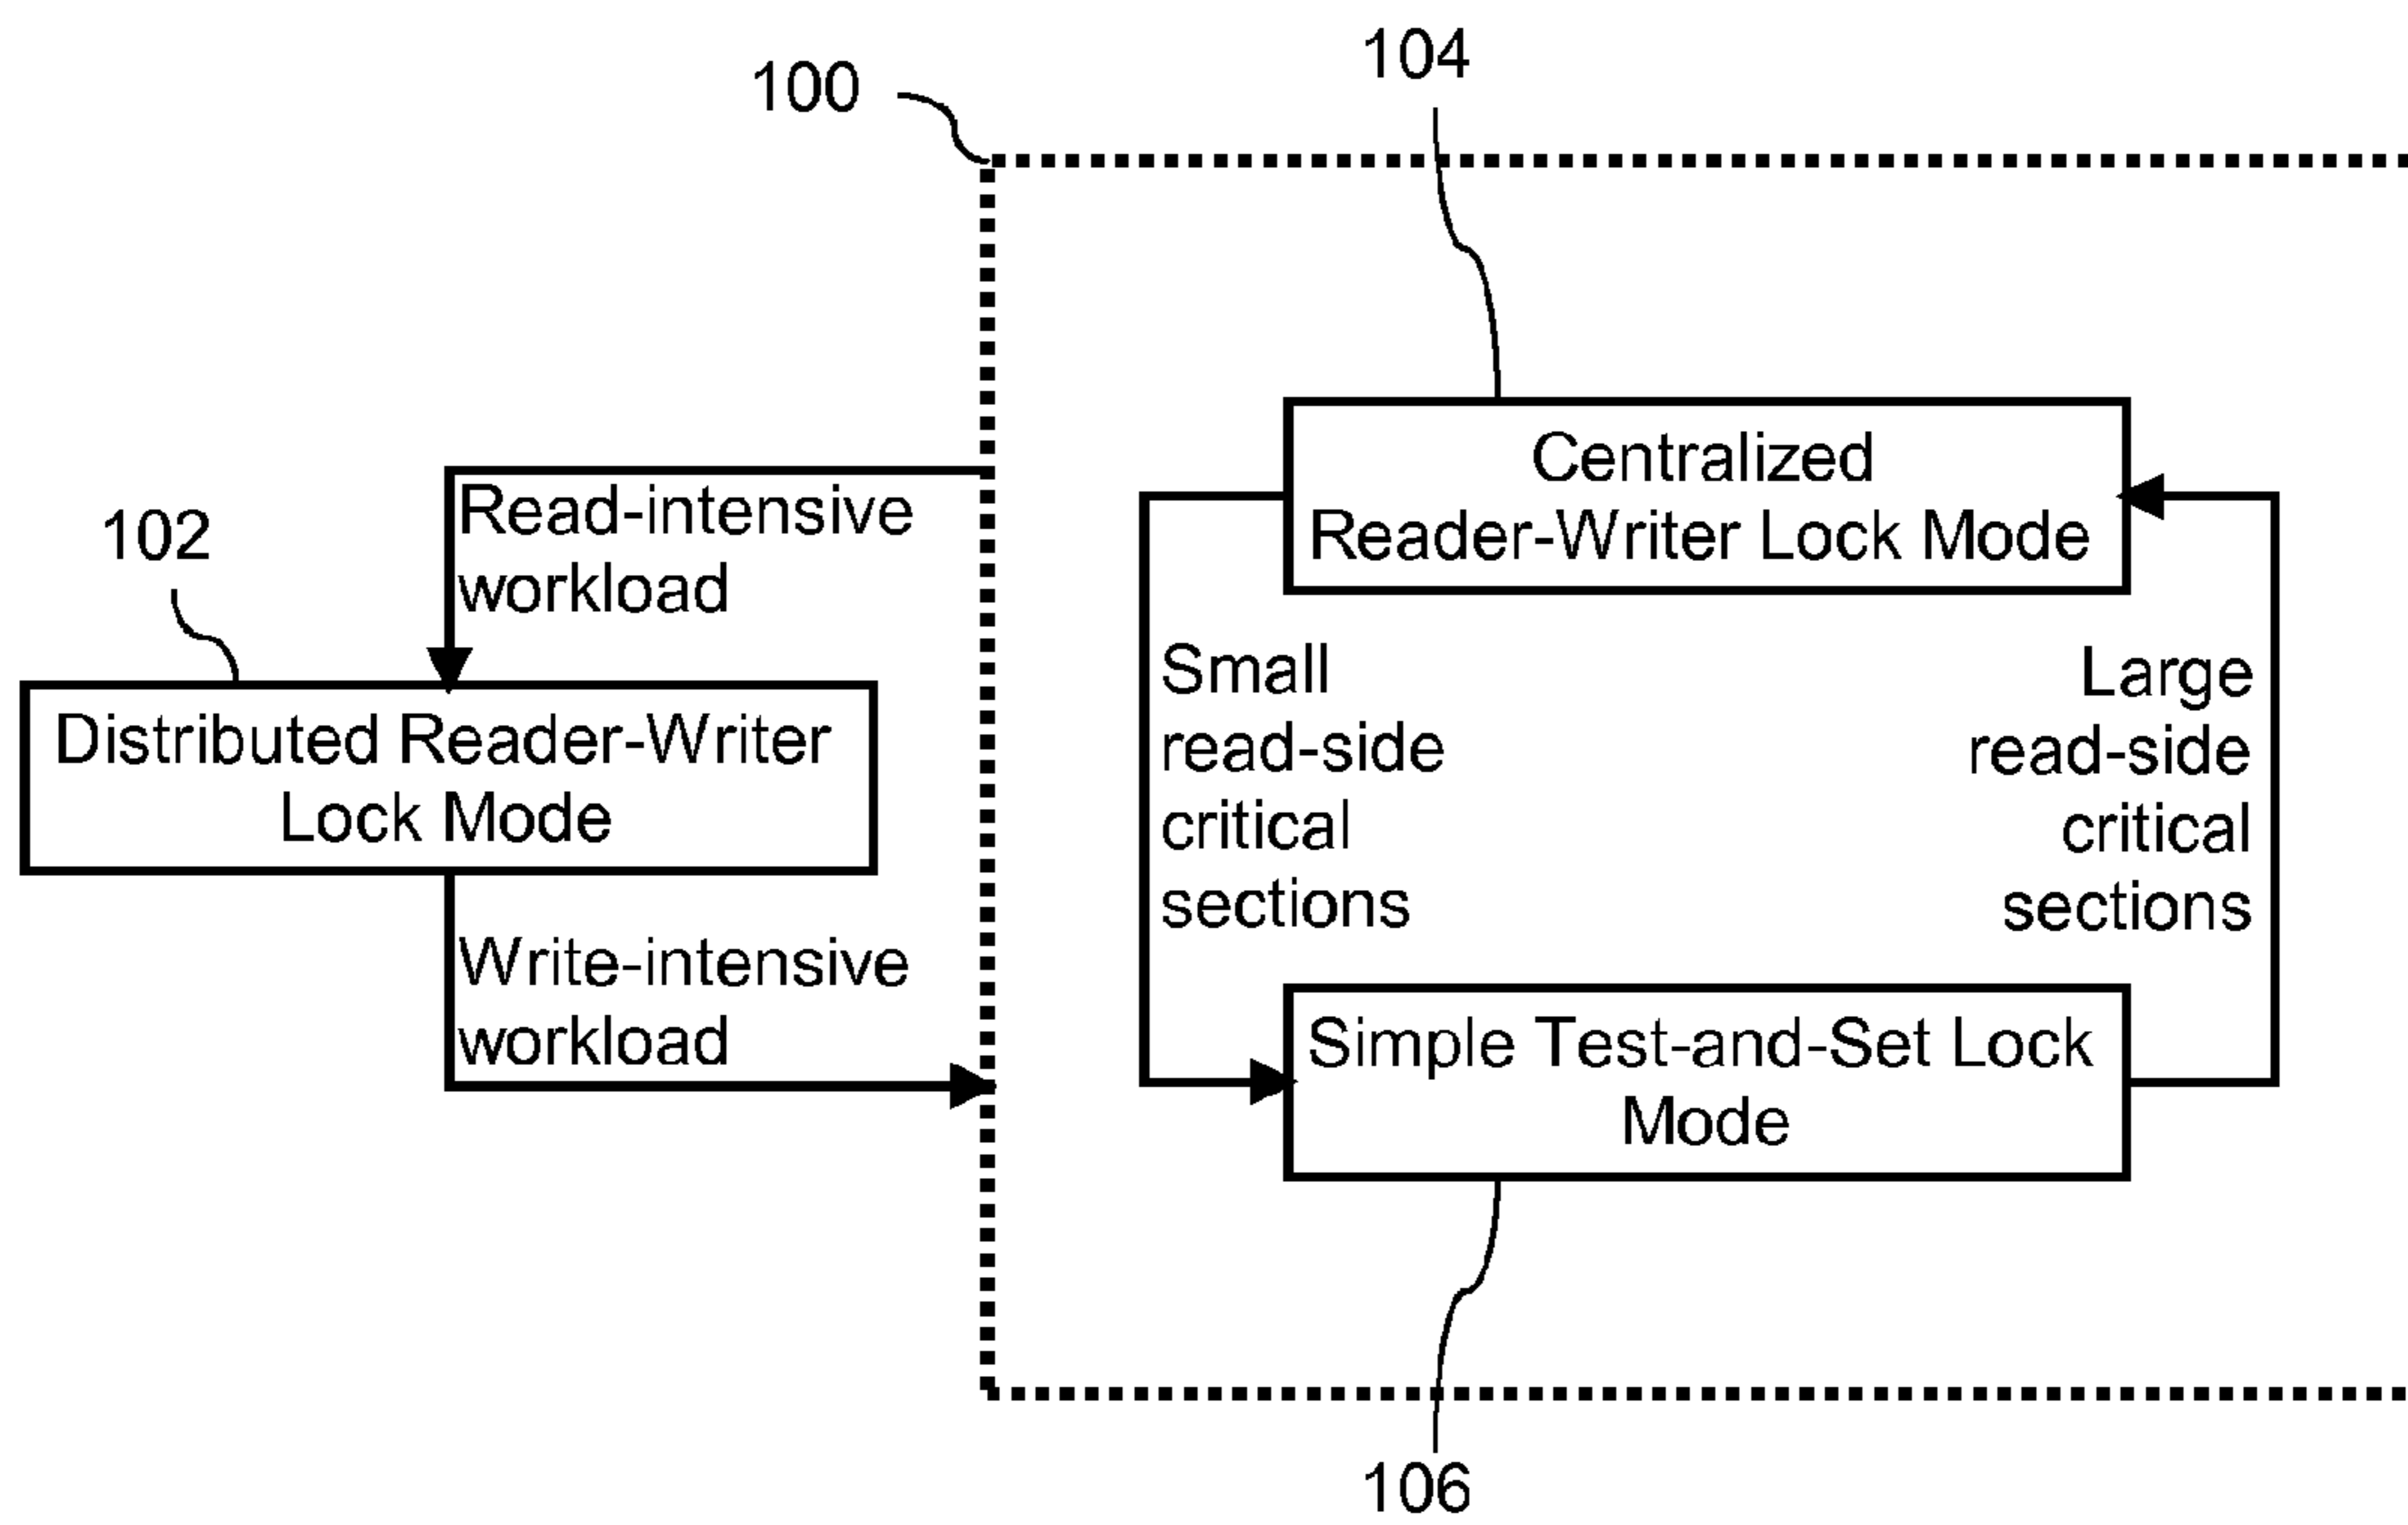 104
100
Centralized
Reader-Writer Lock Mode
Read-intensive
workload
102
Small
read-side
critical
sections
Large
read-side
critical
sections
Distributed Reader-Writer
Lock Mode
Write-intensive
workload
Simple Test-and-Set Lock
Mode
106